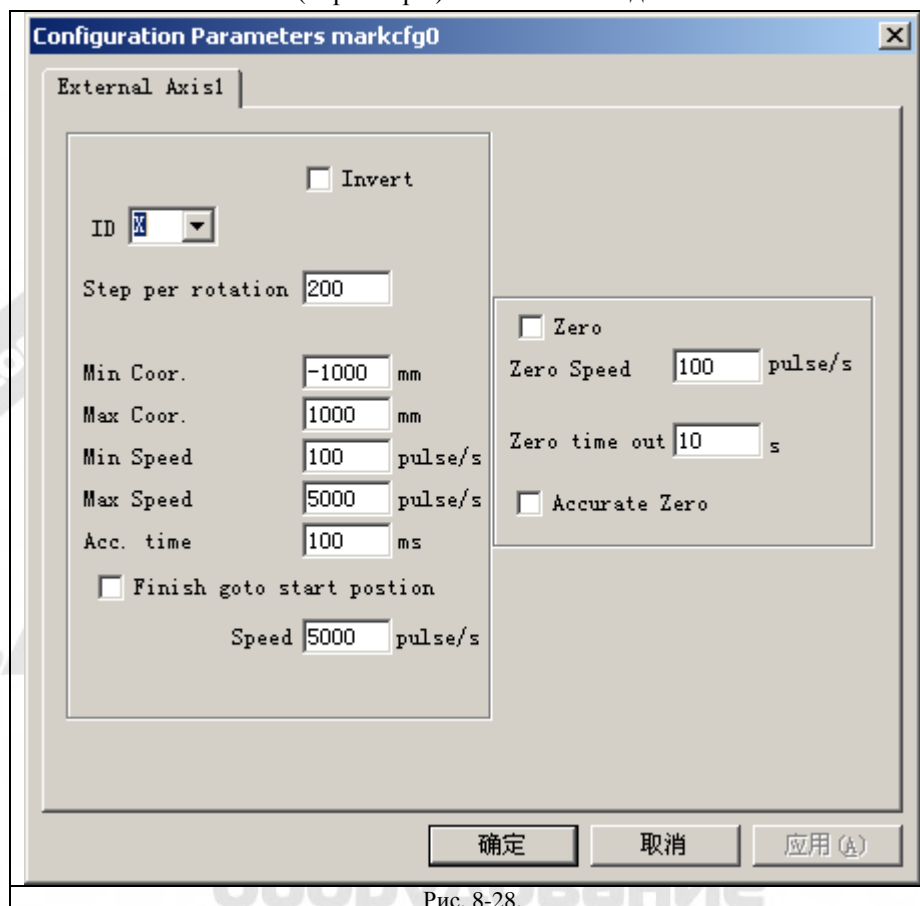 Configuration Parameters markcfg0
External Axis1
Invert
ID X
Step per rotation 200
Min Coor. -1000 mm
Max Coor. 1000 mm
Min Speed 100 pulse/s
Max Speed 5000 pulse/s
Acc. time 100 ms
Finish goto start postion
Speed 5000 pulse/s
Zero
Zero Speed 100 pulse/s
Zero time out 10 s
Accurate Zero
确定 取消 应用(A)
Рис. 8-28.